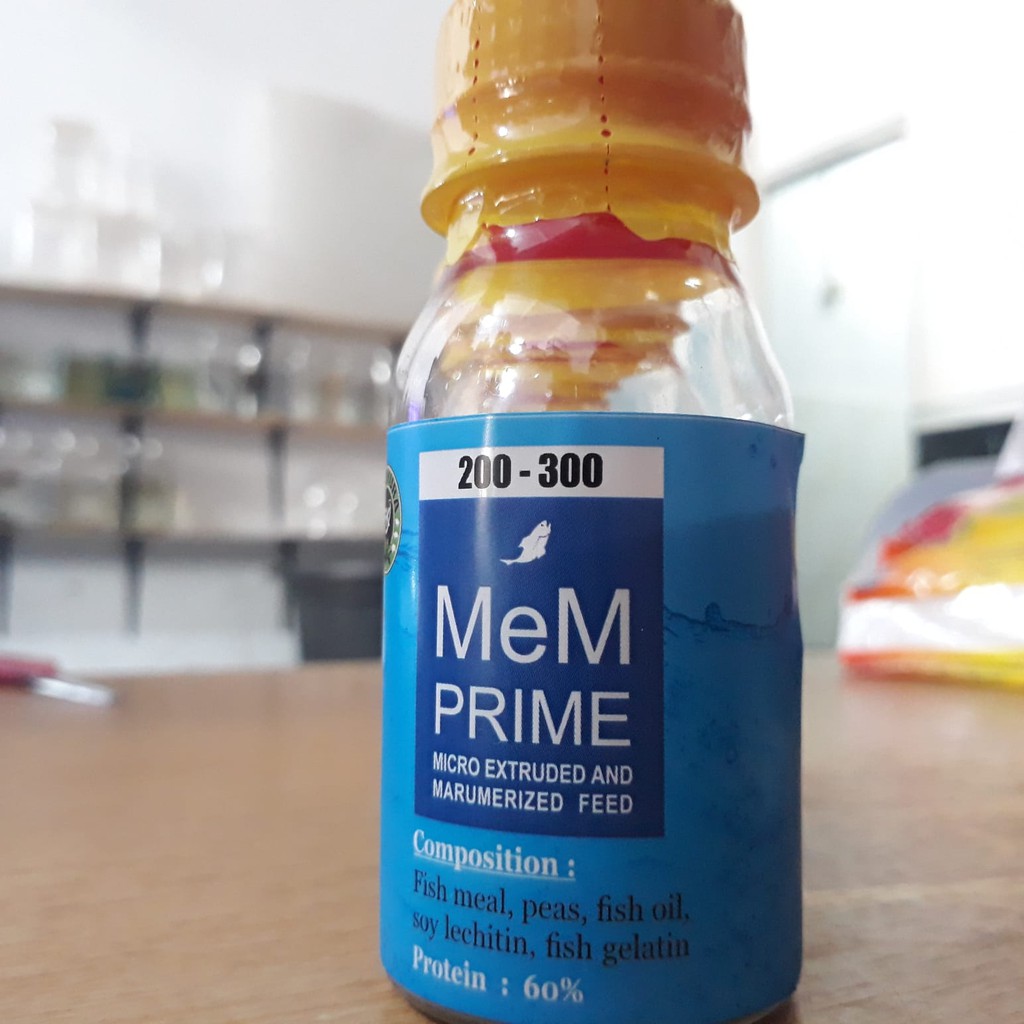 200 - 300
MeM
PRIME
MICRO EXTRUDED AND
MARUMERIZED FEED
Composition :
Fish meal, peas, fish oil,
soy lechitin, fish gelatin
Protein : 60%